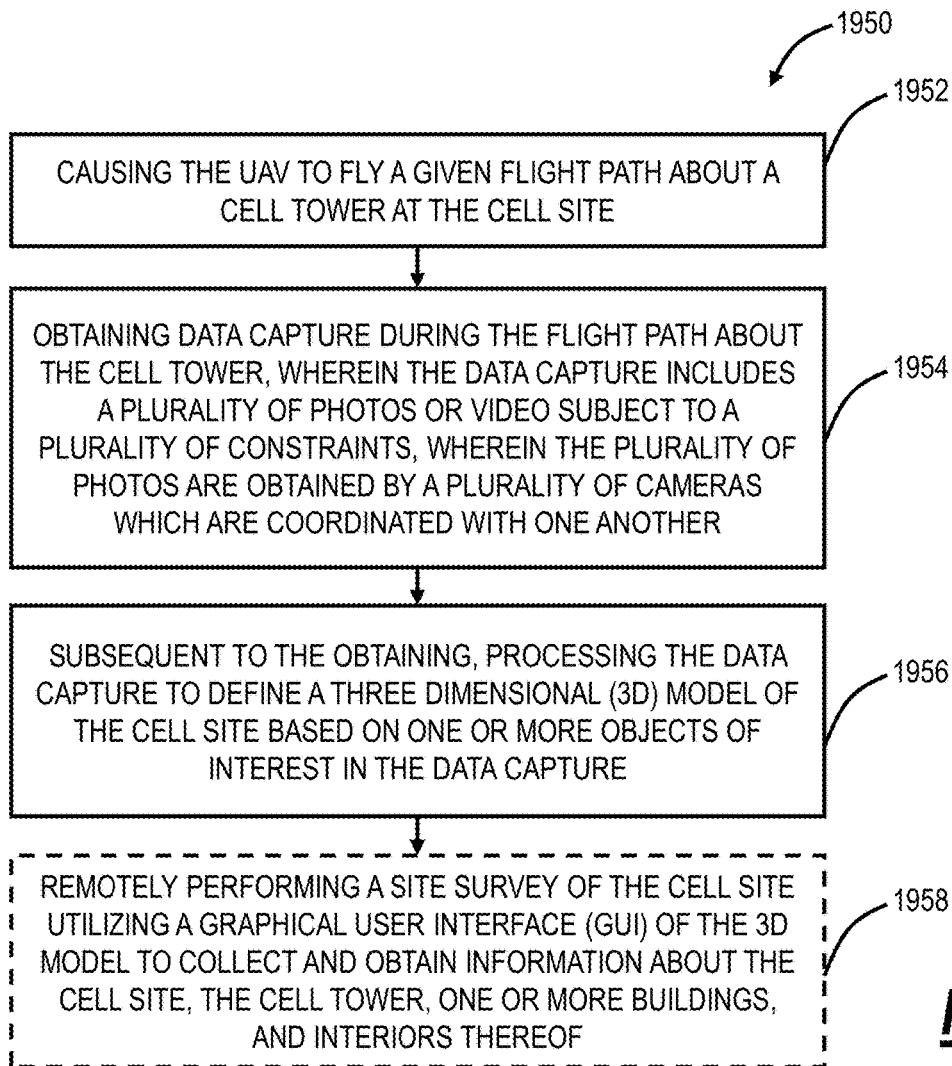 1950
1952
CAUSING THE UAV TO FLY A GIVEN FLIGHT PATH ABOUT A
CELL TOWER AT THE CELL SITE
OBTAINING DATA CAPTURE DURING THE FLIGHT PATH ABOUT
THE CELL TOWER, WHEREIN THE DATA CAPTURE INCLUDES
A PLURALITY OF PHOTOS OR VIDEO SUBJECT TO A
PLURALITY OF CONSTRAINTS, WHEREIN THE PLURALITY OF
PHOTOS ARE OBTAINED BY A PLURALITY OF CAMERAS
WHICH ARE COORDINATED WITH ONE ANOTHER
1954
SUBSEQUENT TO THE OBTAINING, PROCESSING THE DATA
CAPTURE TO DEFINE A THREE DIMENSIONAL (3D) MODEL OF
THE CELL SITE BASED ON ONE OR MORE OBJECTS OF
INTEREST IN THE DATA CAPTURE
1956
REMOTELY PERFORMING A SITE SURVEY OF THE CELL SITE
UTILIZING A GRAPHICAL USER INTERFACE (GUI) OF THE 3D
MODEL TO COLLECT AND OBTAIN INFORMATION ABOUT THE
CELL SITE, THE CELL TOWER, ONE OR MORE BUILDINGS,
AND INTERIORS THEREOF
1958